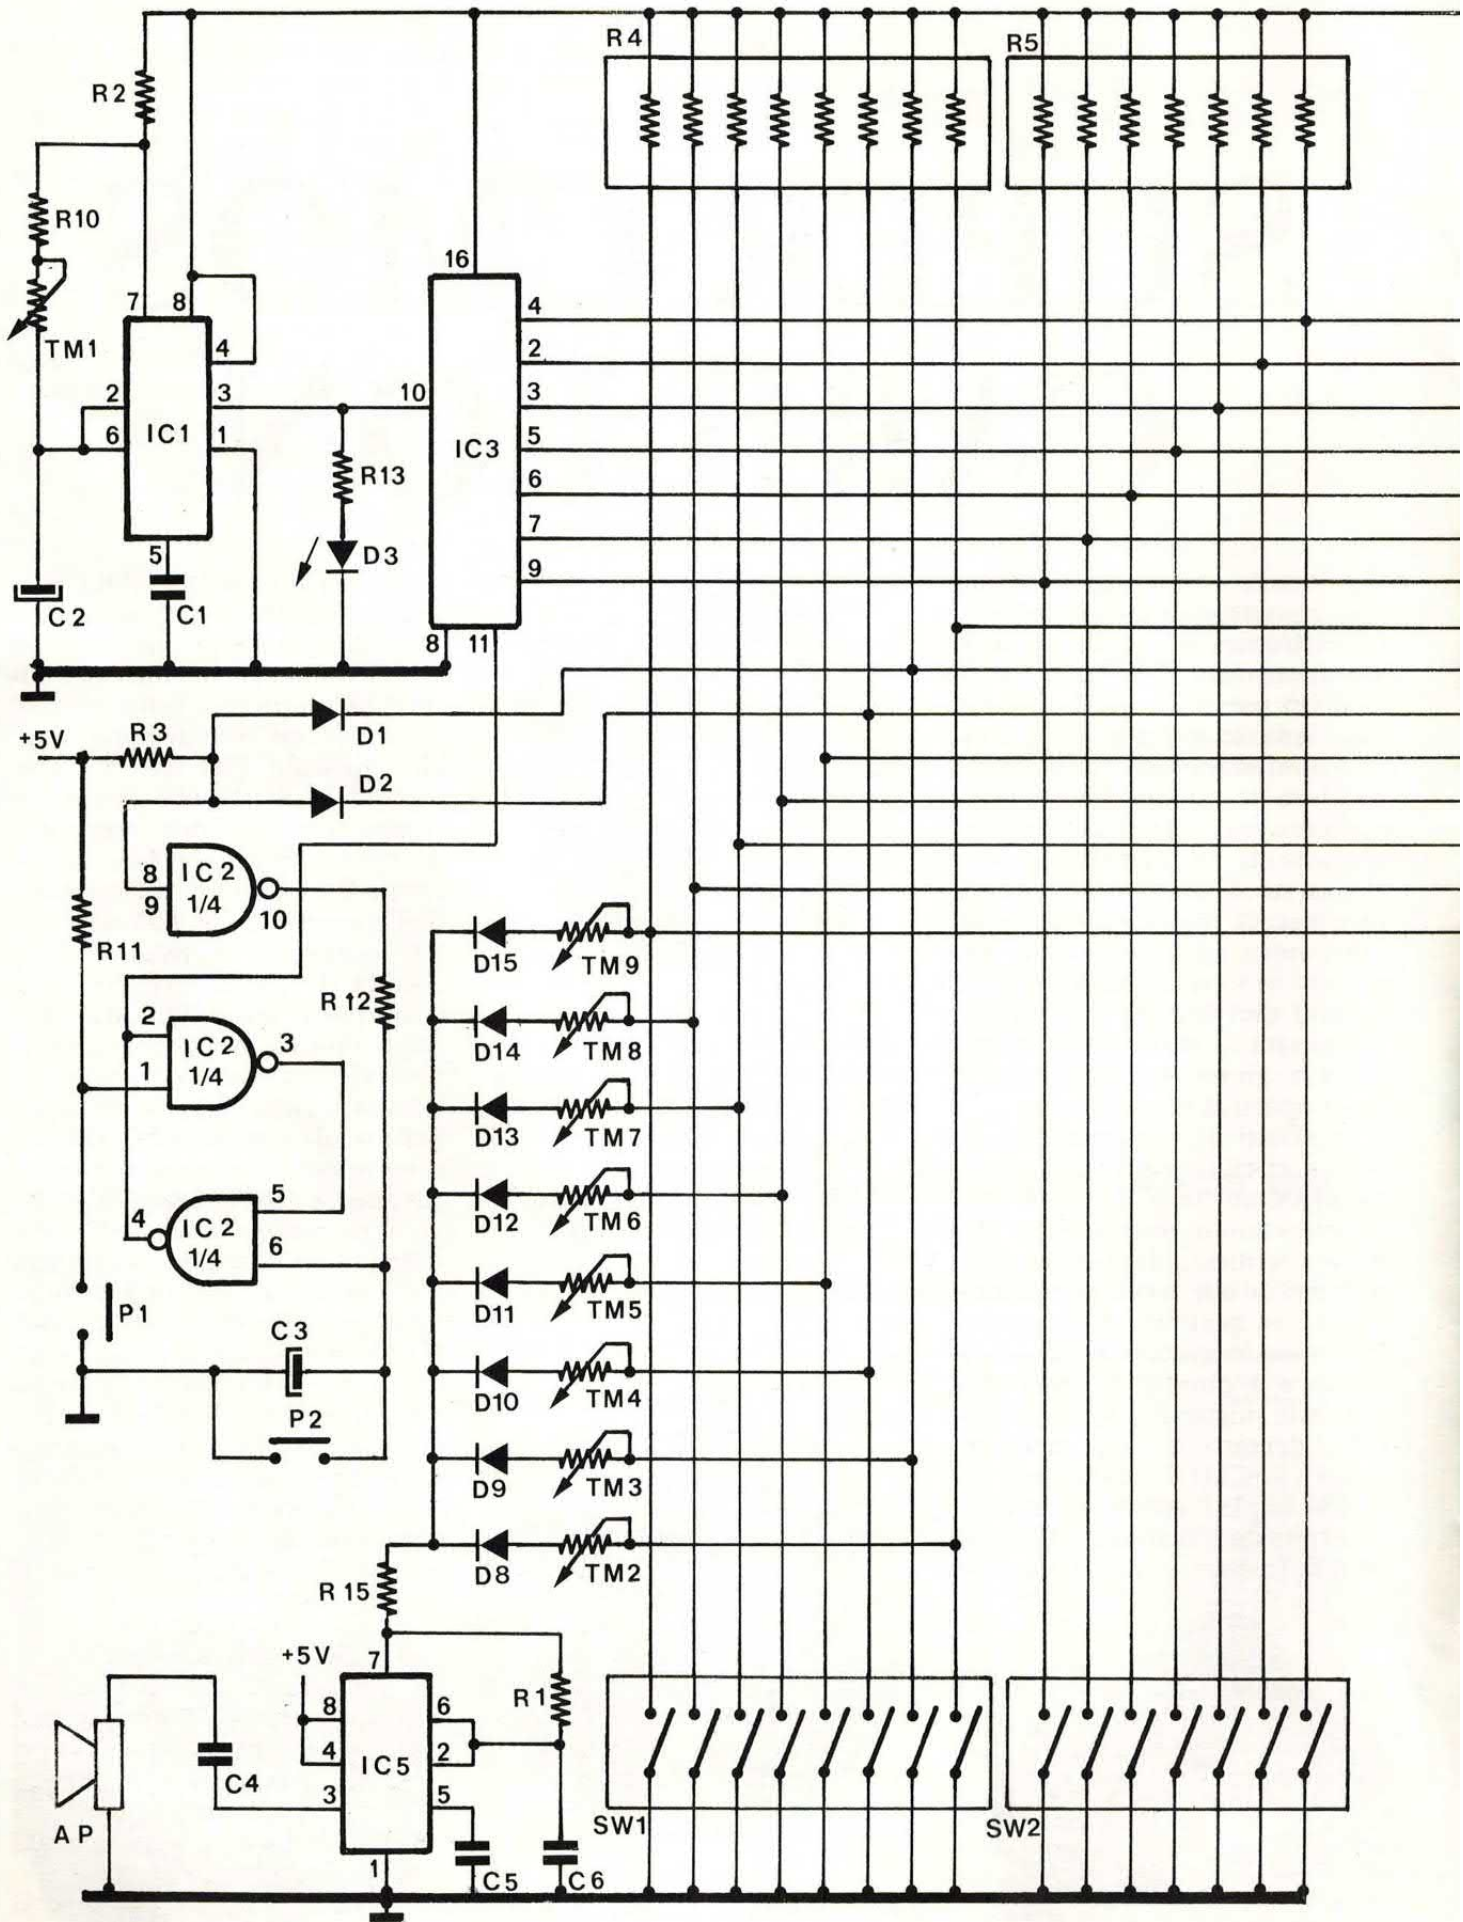 R4
R5
R2
R10
16
7
8
4
TM1
4
2
2
3
10
3
6
IC1
1
IC3
5
R13
6
7
5
D3
9
C2
C1
8
11
R3
D1
+5V
D2
8
IC2
9
1/4
10
R11
D15
TM9
R12
2
IC2
3
D14
TM8
1
1/4
D13
TM7
5
4
IC2
D12
TM6
1/4
6
P1
D11
TM5
C3
D10
TM4
P2
D9
TM3
D8
TM2
R15
+5V
7
R1
8
6
4
IC5
2
C4
3
5
AP
SW1
SW2
1
C5
C6